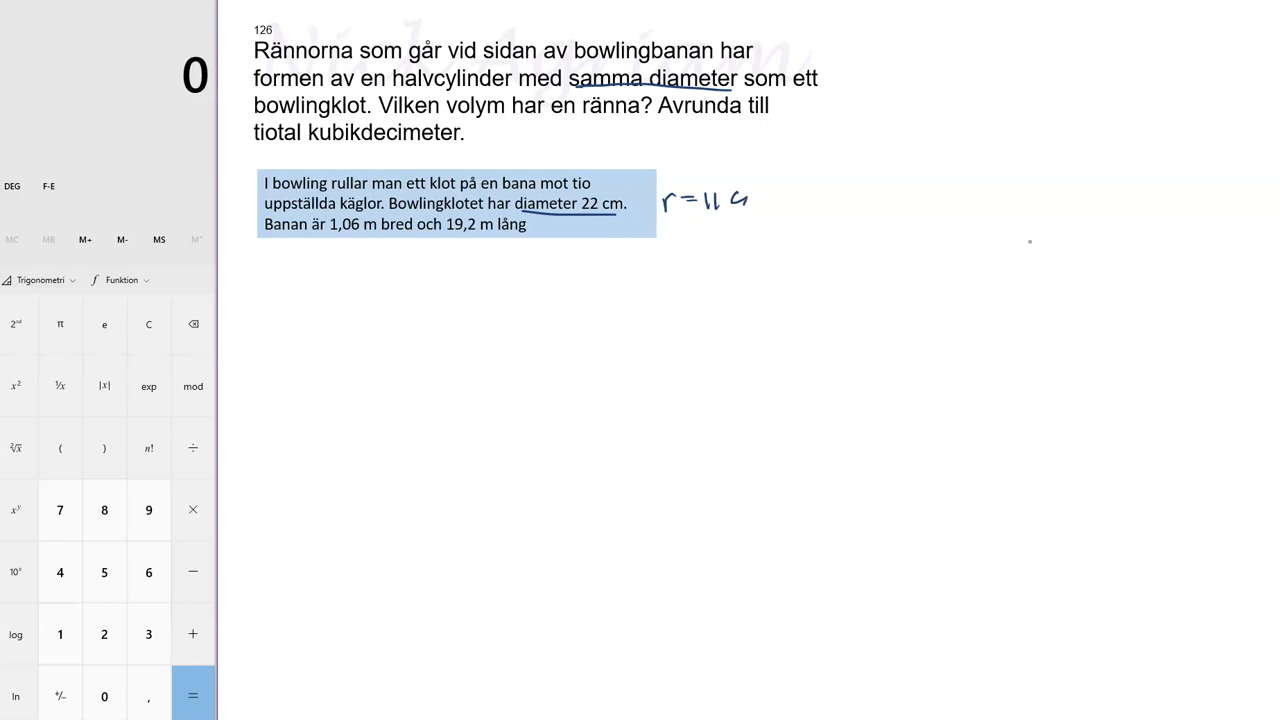 0
DEG F-E
MC MR M+ M- MS M˅
Trigonometri Funktion
2ⁿᵈ π e C
x² ¹/x |x| exp mod
²√x ( ) n! ÷
xʸ 7 8 9 ×
10ˣ 4 5 6 −
log 1 2 3 +
ln +/− 0 , =
126
Rännorna som går vid sidan av bowlingbanan har
formen av en halvcylinder med samma diameter som ett
bowlingklot. Vilken volym har en ränna? Avrunda till
tiotal kubikdecimeter.
I bowling rullar man ett klot på en bana mot tio
uppställda käglor. Bowlingklotet har diameter 22 cm.
Banan är 1,06 m bred och 19,2 m lång
r = 11